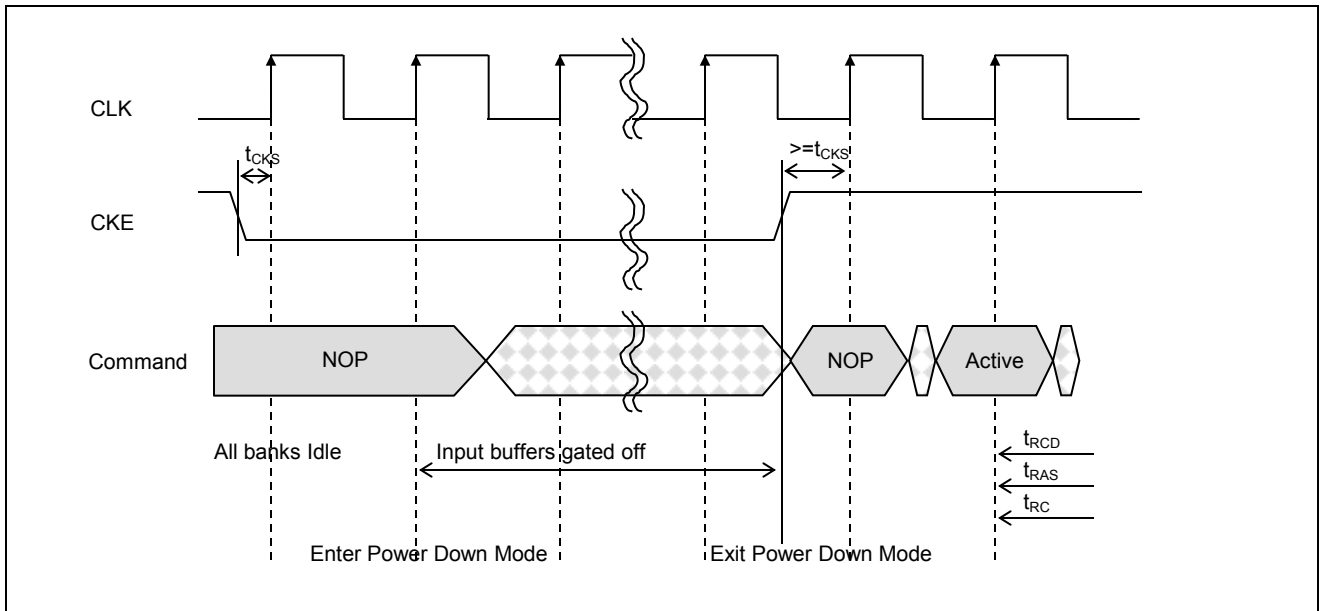 CLK
tCKS
>=tCKS
CKE
Command
NOP
NOP
Active
All banks Idle
Input buffers gated off
tRCD
tRAS
tRC
Enter Power Down Mode
Exit Power Down Mode